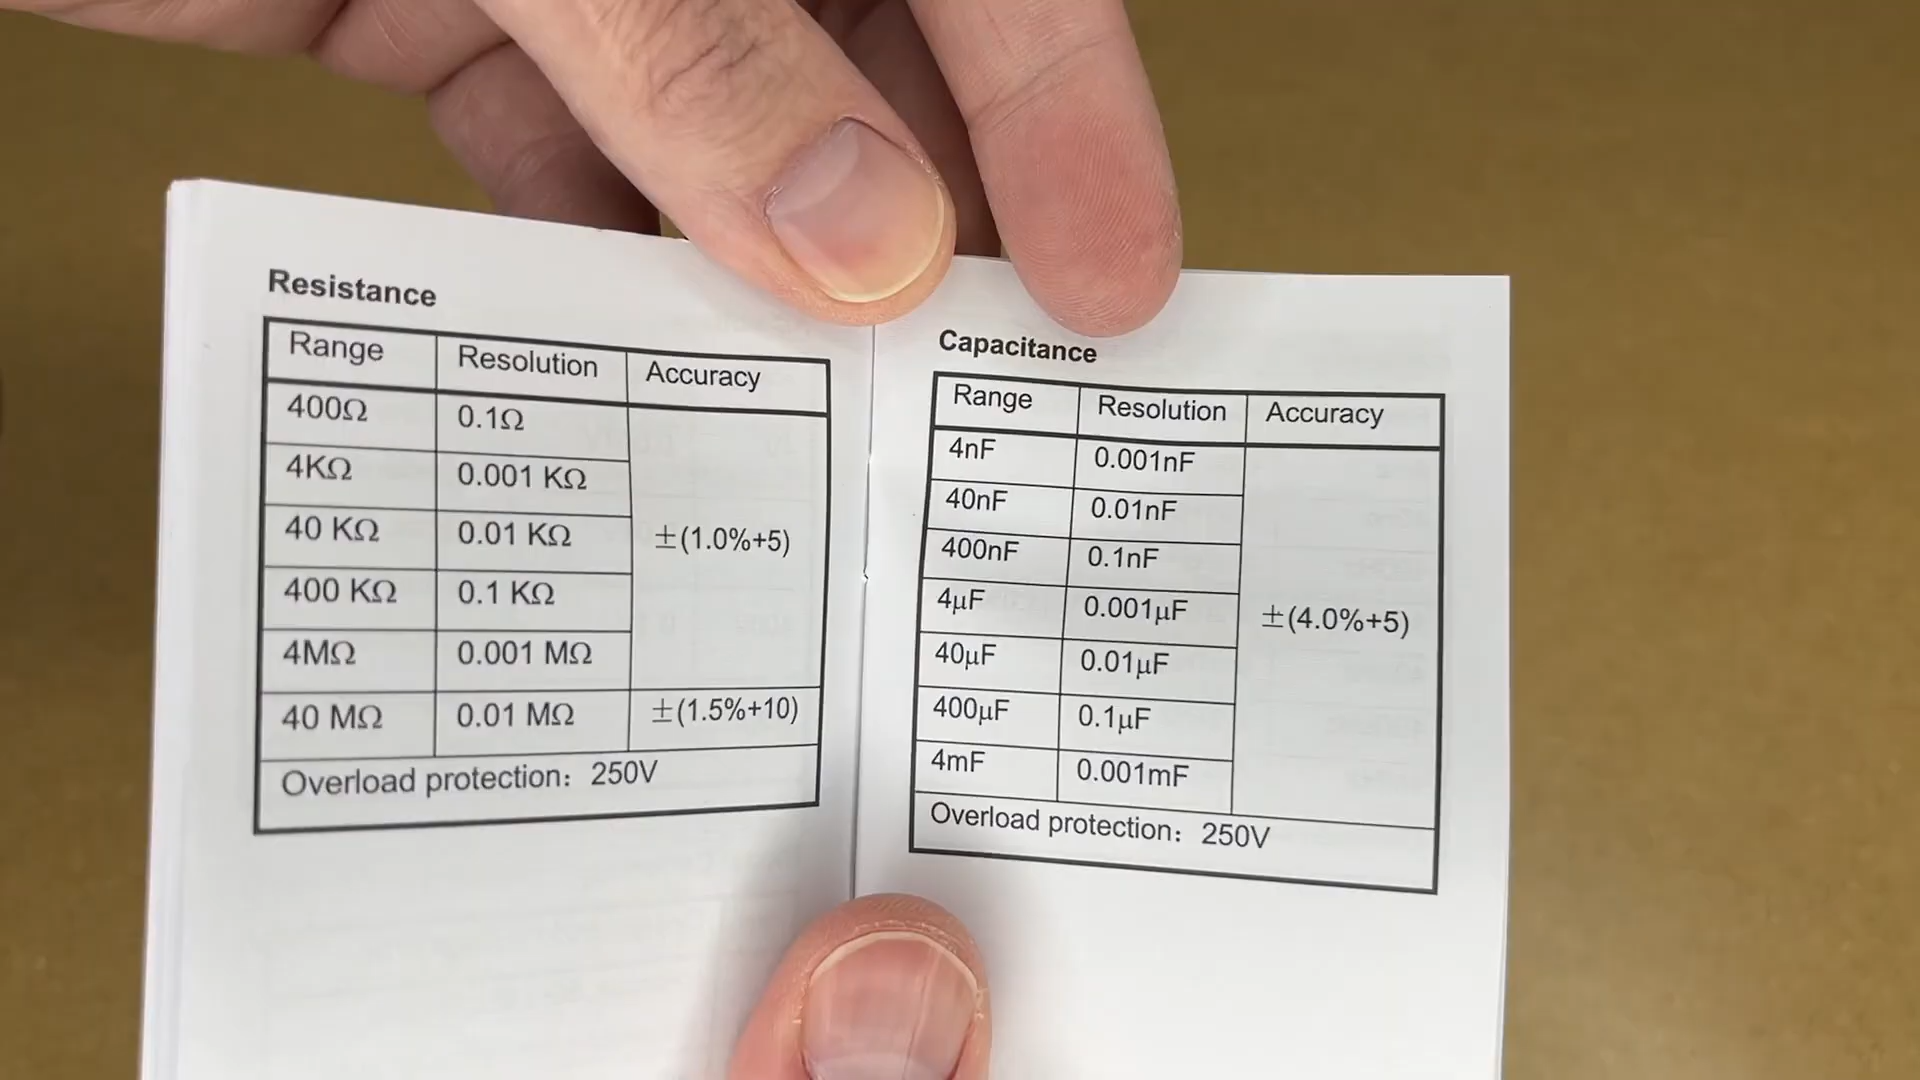 Resistance
Range Resolution Accuracy
400Ω 0.1Ω
4KΩ 0.001 KΩ
40 KΩ 0.01 KΩ ±(1.0%+5)
400 KΩ 0.1 KΩ
4MΩ 0.001 MΩ
40 MΩ 0.01 MΩ ±(1.5%+10)
Overload protection: 250V
Capacitance
Range Resolution Accuracy
4nF 0.001nF
40nF 0.01nF
400nF 0.1nF
4μF 0.001μF ±(4.0%+5)
40μF 0.01μF
400μF 0.1μF
4mF 0.001mF
Overload protection: 250V